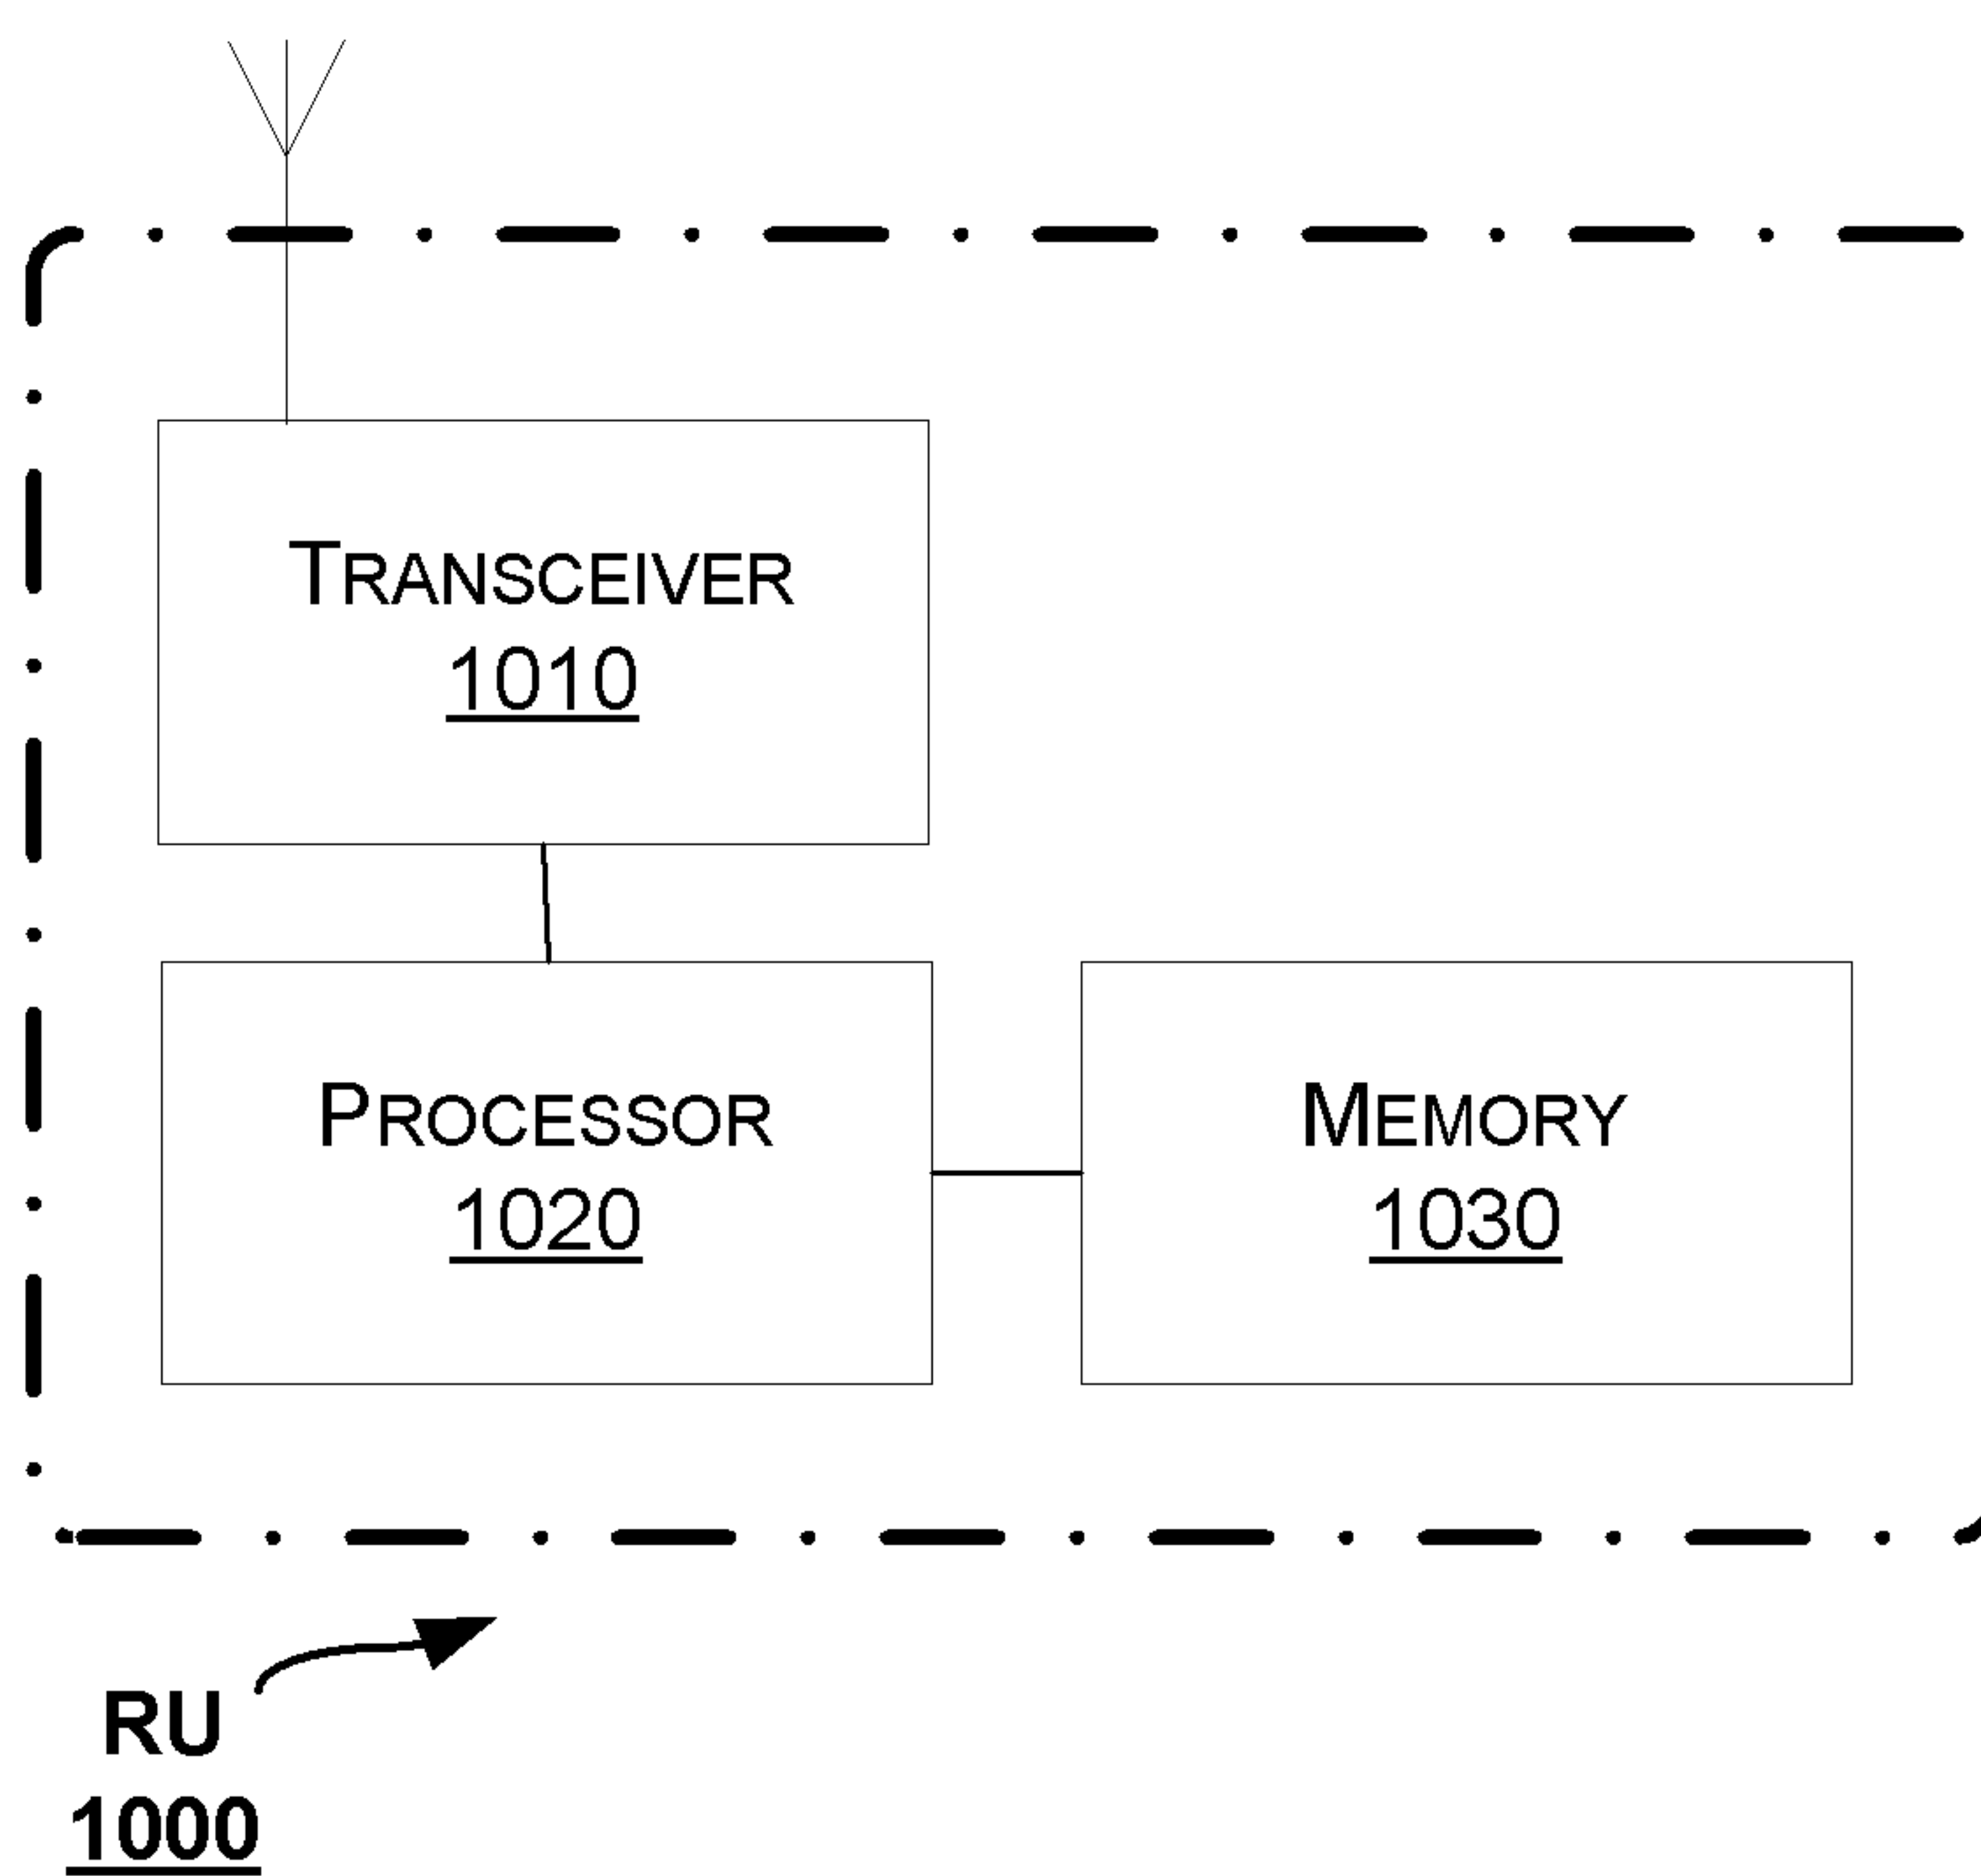 TRANSCEIVER
1010
PROCESSOR
1020
MEMORY
1030
RU
1000